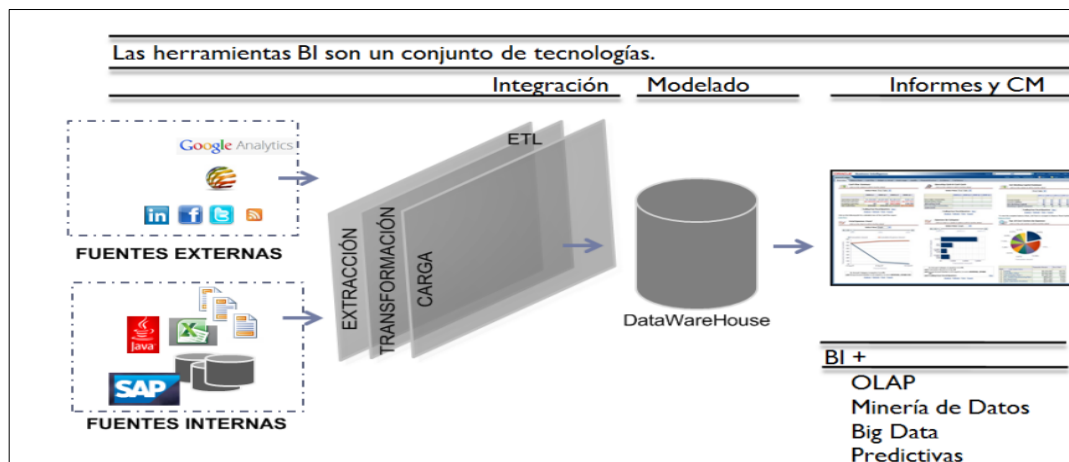 Las herramientas BI son un conjunto de tecnologías.
Integración
Modelado
Informes y CM
Google Analytics
in
f
FUENTES EXTERNAS
ETL
EXTRACCIÓN
TRANSFORMACIÓN
CARGA
DataWareHouse
Java
SAP
FUENTES INTERNAS
BI +
OLAP
Minería de Datos
Big Data
Predictivas